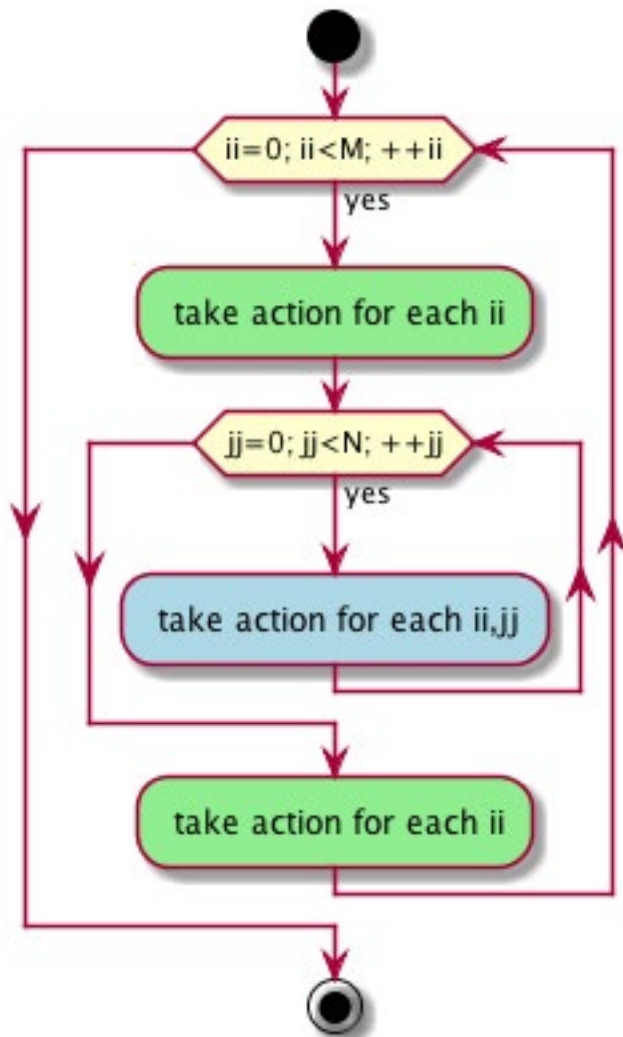 ii=0; ii<M; ++ii
yes
take action for each ii
jj=0; jj<N; ++jj
yes
take action for each ii,jj
take action for each ii